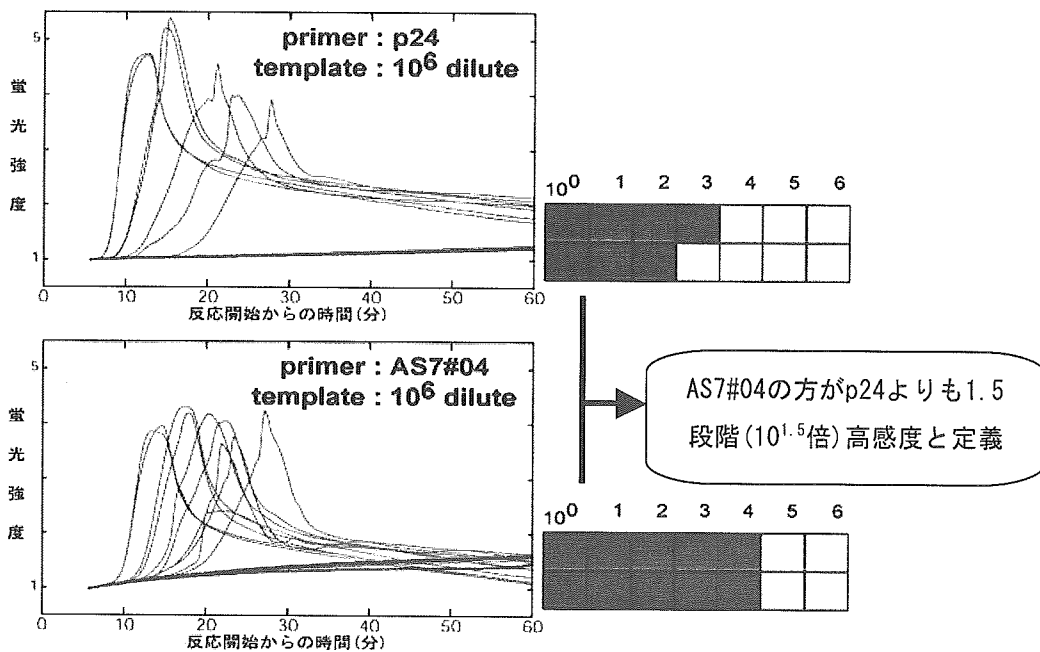 primer : p24
template : 10⁶ dilute
蛍光強度
5
1
0 10 20 30 40 50 60
反応開始からの時間(分)
10⁰ 1 2 3 4 5 6
AS7#04の方がp24よりも1.5
段階(10¹·⁵倍)高感度と定義
primer : AS7#04
template : 10⁶ dilute
蛍光強度
5
1
0 10 20 30 40 50 60
反応開始からの時間(分)
10⁰ 1 2 3 4 5 6